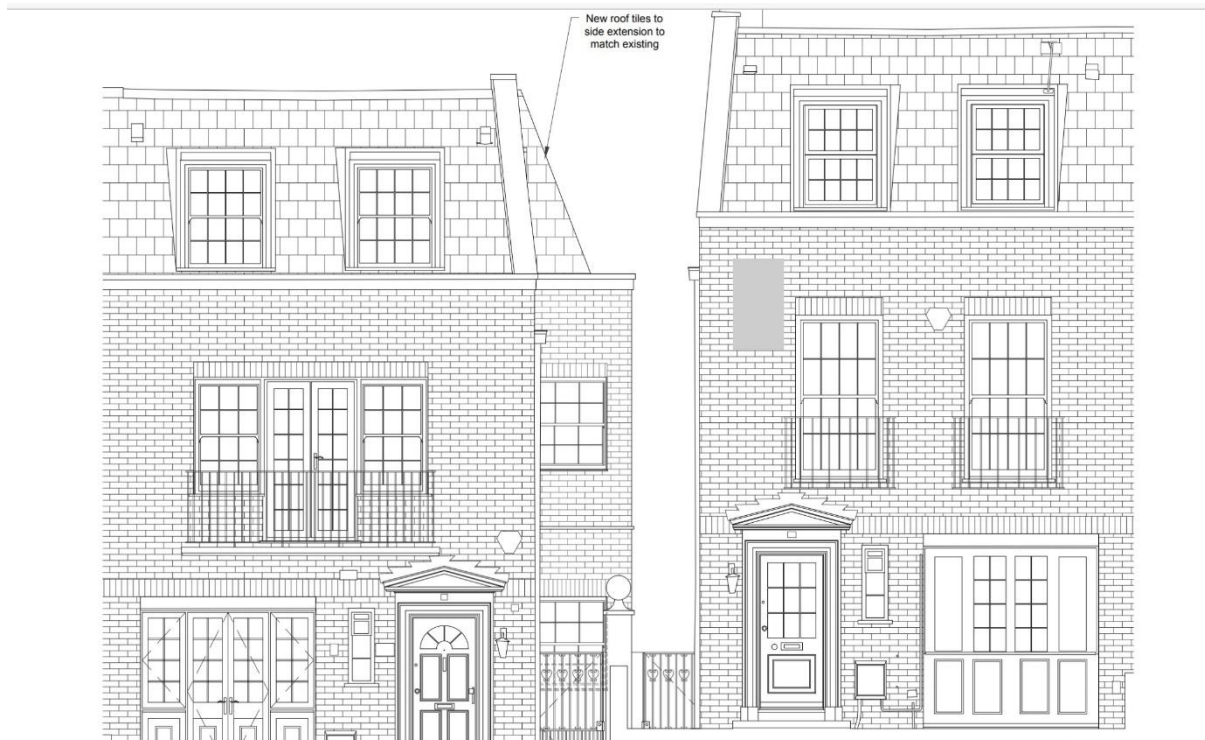 New roof tiles to
side extension to
match existing